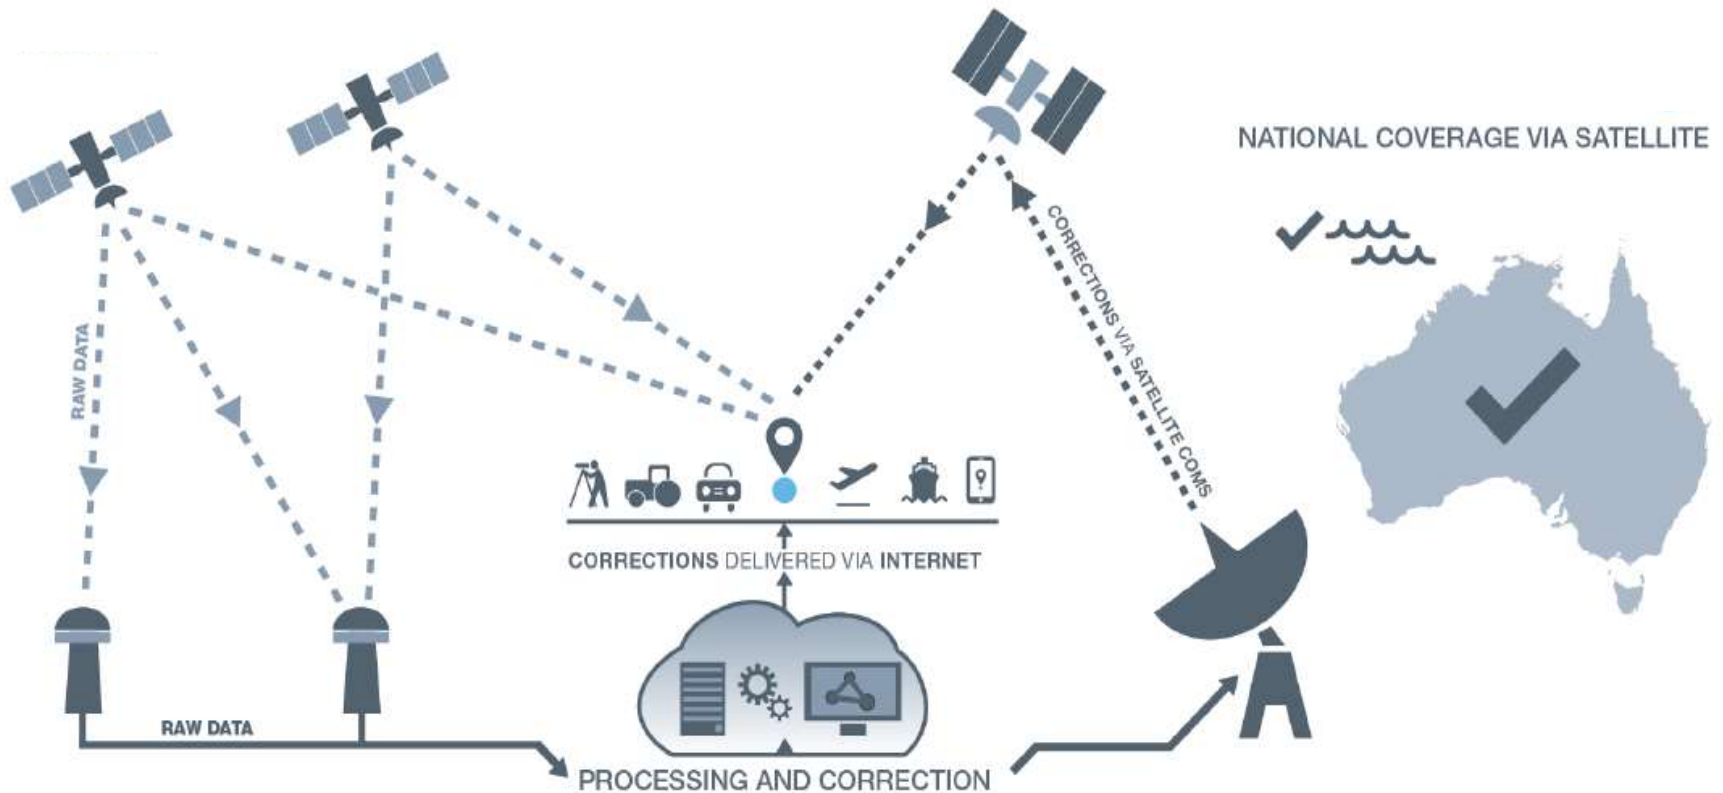 NATIONAL COVERAGE VIA SATELLITE
RAW DATA
CORRECTIONS VIA SATELLITE COMS
CORRECTIONS DELIVERED VIA INTERNET
RAW DATA
PROCESSING AND CORRECTION